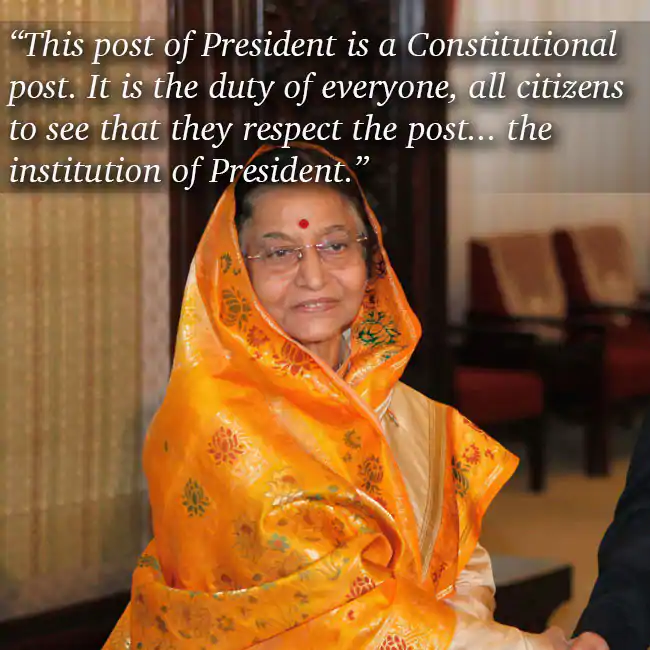 “This post of President is a Constitutional
post. It is the duty of everyone, all citizens
to see that they respect the post... the
institution of President.”